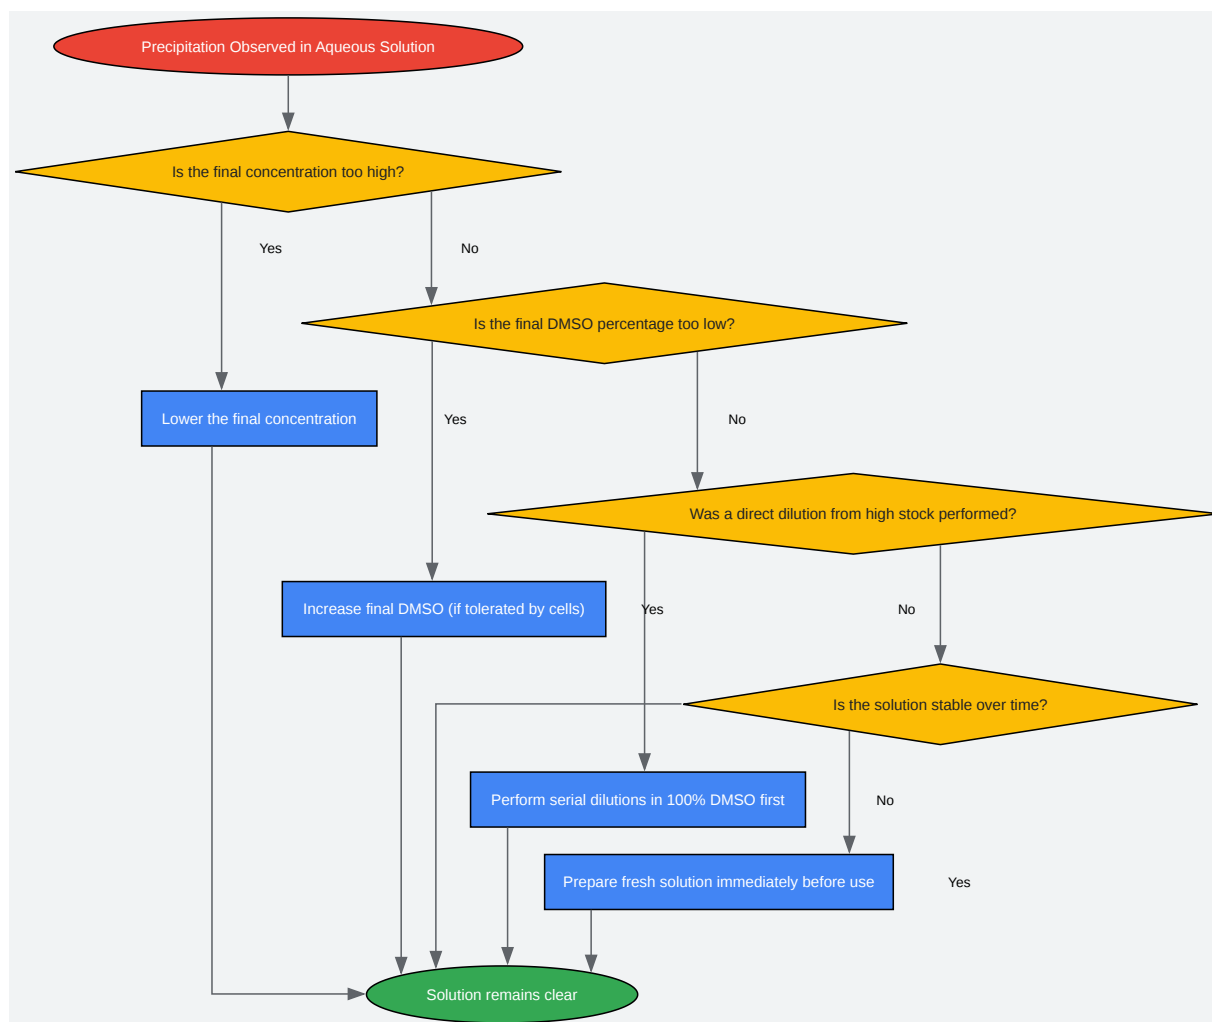 Precipitation Observed in Aqueous Solution
Is the final concentration too high?
Yes
No
Is the final DMSO percentage too low?
Lower the final concentration
Yes
No
Was a direct dilution from high stock performed?
Increase final DMSO (if tolerated by cells)
Yes
No
Is the solution stable over time?
Perform serial dilutions in 100% DMSO first
No
Prepare fresh solution immediately before use
Yes
Solution remains clear